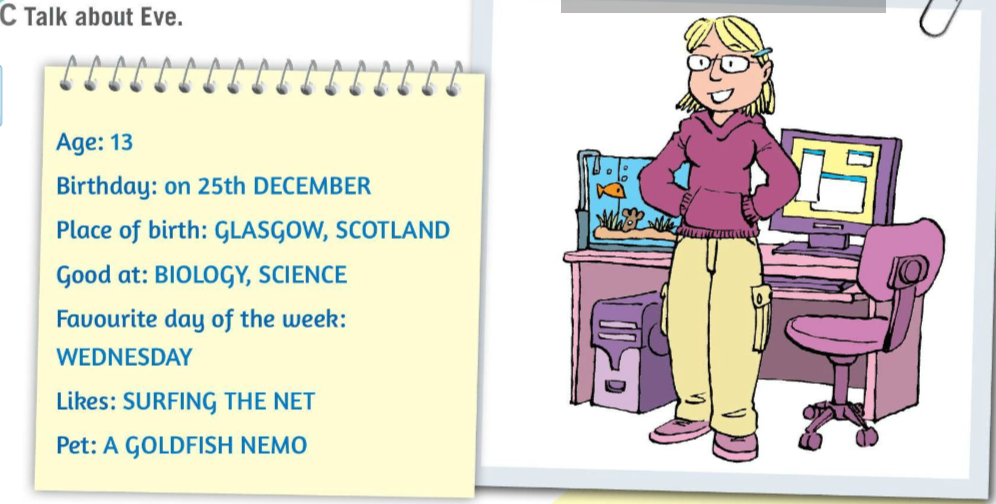 C Talk about Eve.
Age: 13
Birthday: on 25th DECEMBER
Place of birth: GLASGOW, SCOTLAND
Good at: BIOLOGY, SCIENCE
Favourite day of the week:
WEDNESDAY
Likes: SURFING THE NET
Pet: A GOLDFISH NEMO